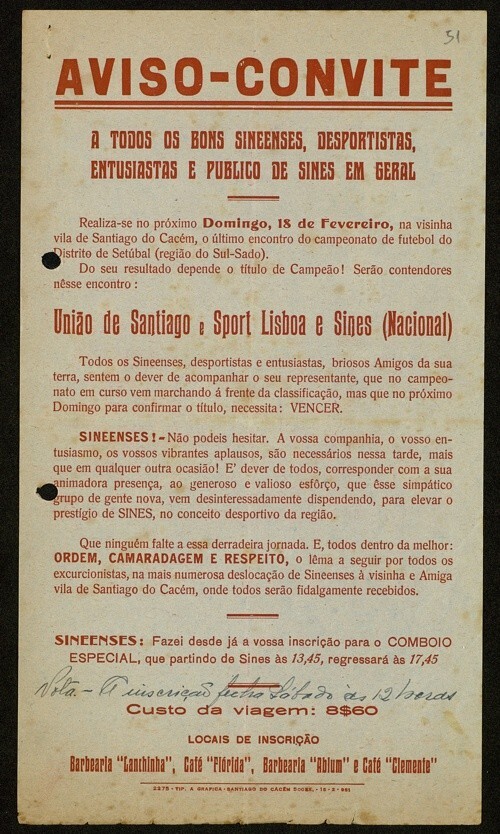 51
AVISO-CONVITE
A TODOS OS BONS SINEENSES, DESPORTISTAS,
ENTUSIASTAS E PUBLICO DE SINES EM GERAL
Realiza-se no próximo Domingo, 18 de Fevereiro, na visinha
vila de Santiago do Cacém, o último encontro do campeonato de futebol do
Distrito de Setúbal (região do Sul-Sado).
Do seu resultado depende o título de Campeão! Serão contendores
nêsse encontro:
União de Santiago e Sport Lisboa e Sines (Nacional)
Todos os Sineenses, desportistas e entusiastas, briosos Amigos da sua
terra, sentem o dever de acompanhar o seu representante, que no campeo-
nato em curso vem marchando á frente da classificação, mas que no próximo
Domingo para confirmar o título, necessita: VENCER.
SINEENSES!-Não podeis hesitar. A vossa companhia, o vosso en-
tusiasmo, os vossos vibrantes aplausos, são necessários nessa tarde, mais
que em qualquer outra ocasião! E' dever de todos, corresponder com a sua
animadora presença, ao generoso e valioso esfôrço, que êsse simpático
grupo de gente nova, vem desinteressadamente dispendendo, para elevar o
prestígio de SINES, no conceito desportivo da região.
Que ninguém falte a essa derradeira jornada. E, todos dentro da melhor:
ORDEM, CAMARADAGEM E RESPEITO, o lêma a seguir por todos os
excurcionistas, na mais numerosa deslocação de Sineenses à visinha e Amiga
vila de Santiago do Cacém, onde todos serão fidalgamente recebidos.
SINEENSES: Fazei desde já a vossa inscrição para o COMBOIO
ESPECIAL, que partindo de Sines às 13,45, regressará às 17,45
Nota.- A inscrição fecha Sábado às 12 horas
Custo da viagem: 8$60
LOCAIS DE INSCRIÇÃO
Barbearia "Lanchinha", Café "Flórida", Barbearia "Ablum" e Café "Clemente"
2275 - TIP. A GRAFICA - SANTIAGO DO CACÉM